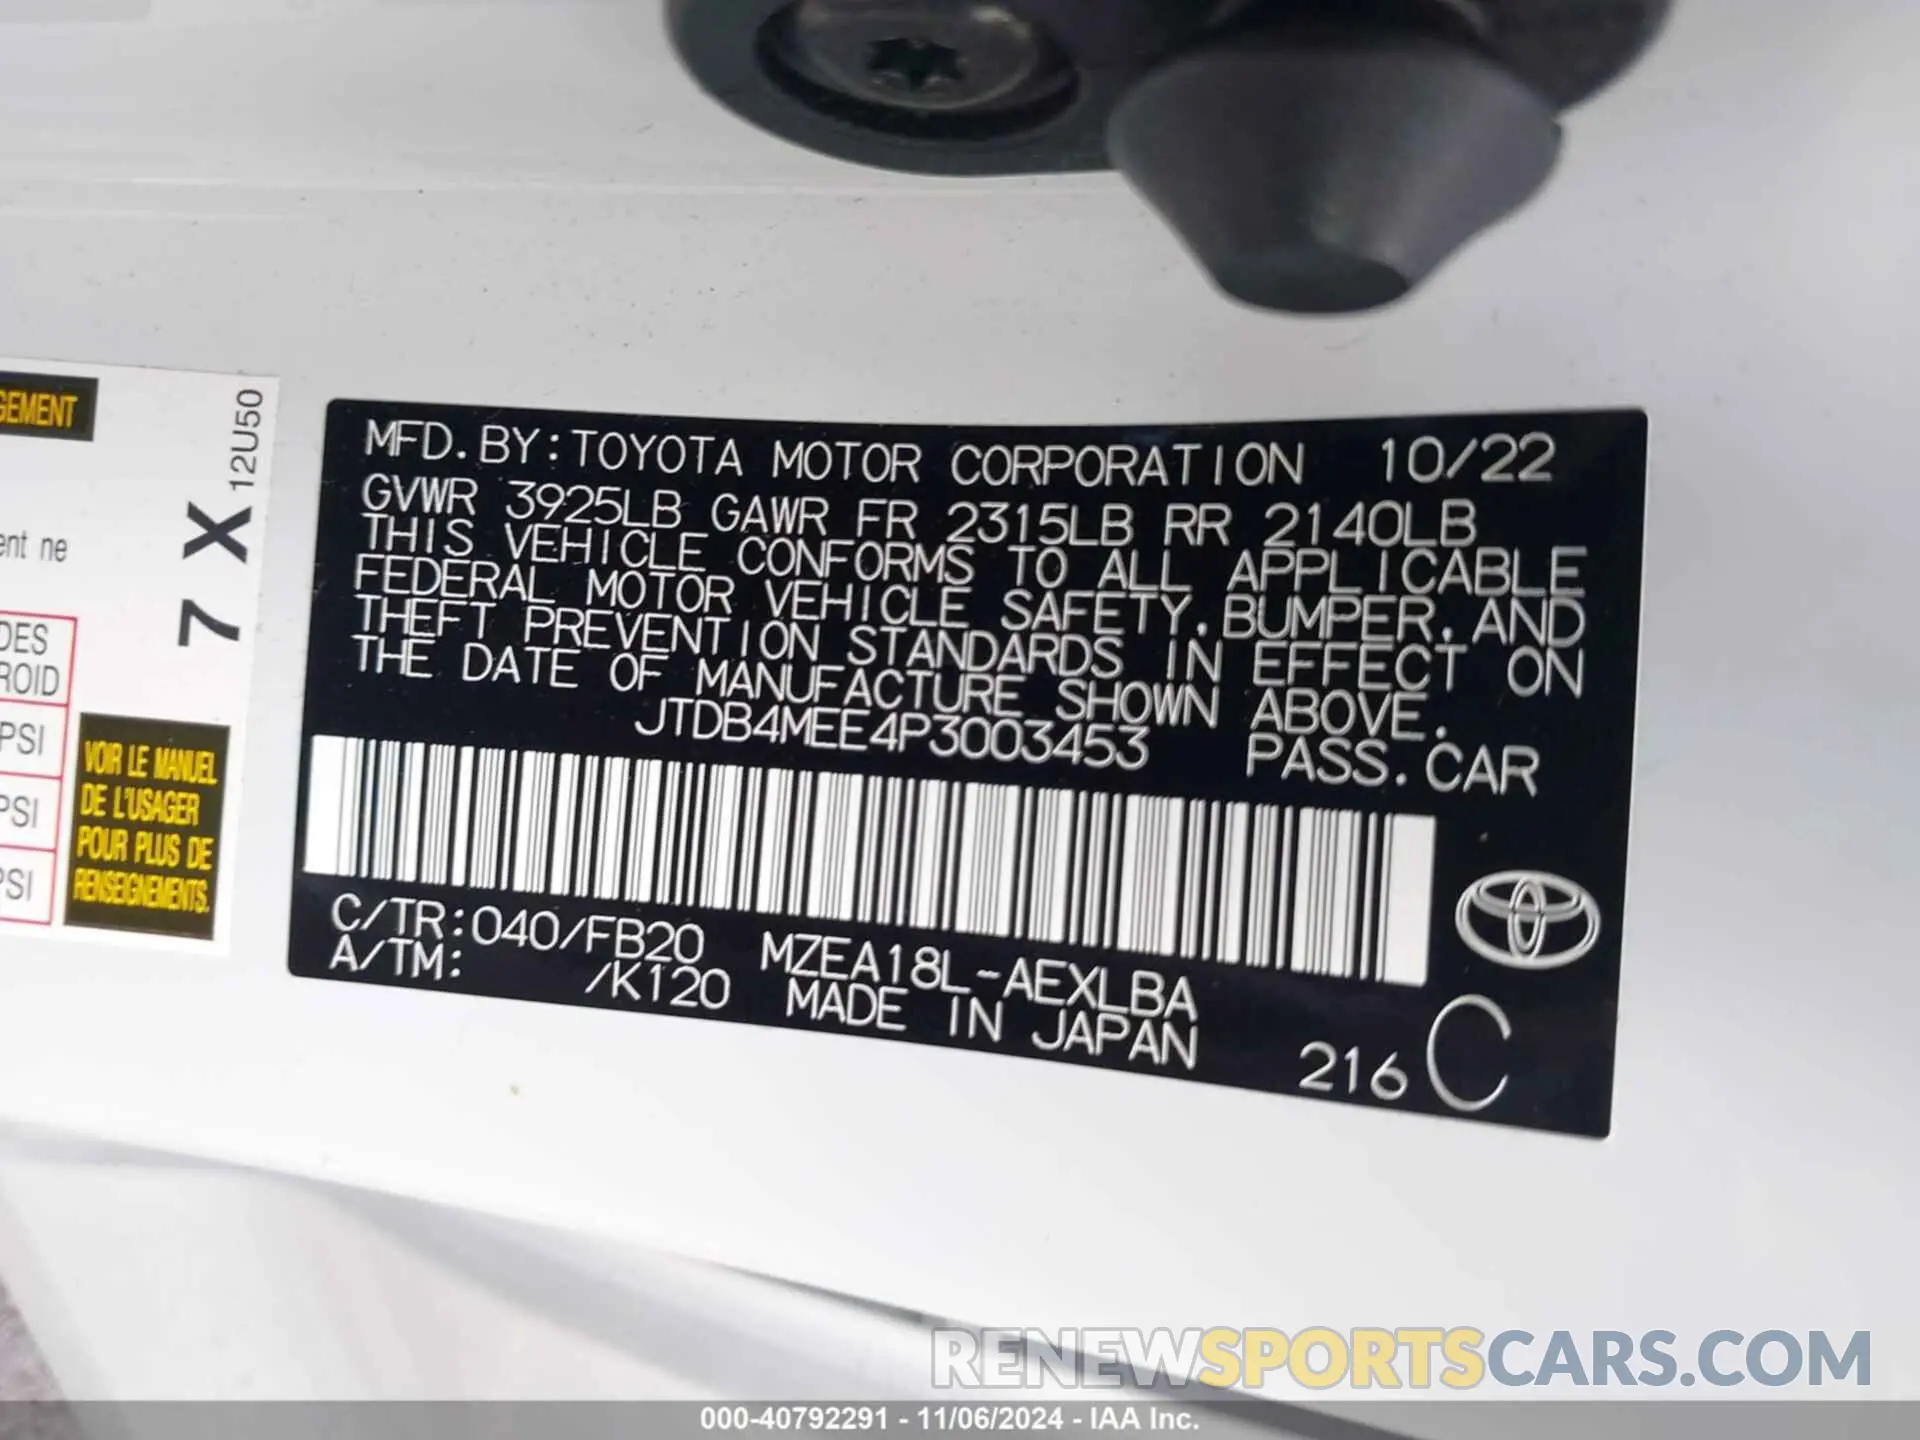 GEMENT
12U50
7 X
ent ne
DES
ROID
PSI
PSI
PSI
VOIR LE MANUEL
DE L'USAGER
POUR PLUS DE
RENSEIGNEMENTS.
MFD. BY: TOYOTA MOTOR CORPORATION 10/22
GVWR 3925LB GAWR FR 2315LB RR 2140LB
THIS VEHICLE CONFORMS TO ALL APPLICABLE
FEDERAL MOTOR VEHICLE SAFETY, BUMPER, AND
THEFT PREVENTION STANDARDS IN EFFECT ON
THE DATE OF MANUFACTURE SHOWN ABOVE.
JTDB4MEE4P3003453 PASS. CAR
C/TR: 040/FB20 MZEA18L-AEXLBA
A/TM: /K120 MADE IN JAPAN
216 C
RENEWSPORTSCARS.COM
000-40792291 - 11/06/2024 - IAA Inc.